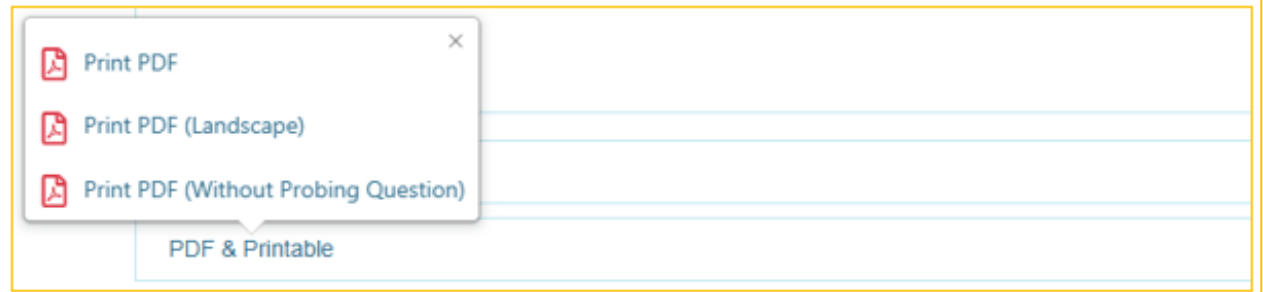 Print PDF
Print PDF (Landscape)
Print PDF (Without Probing Question)
PDF & Printable